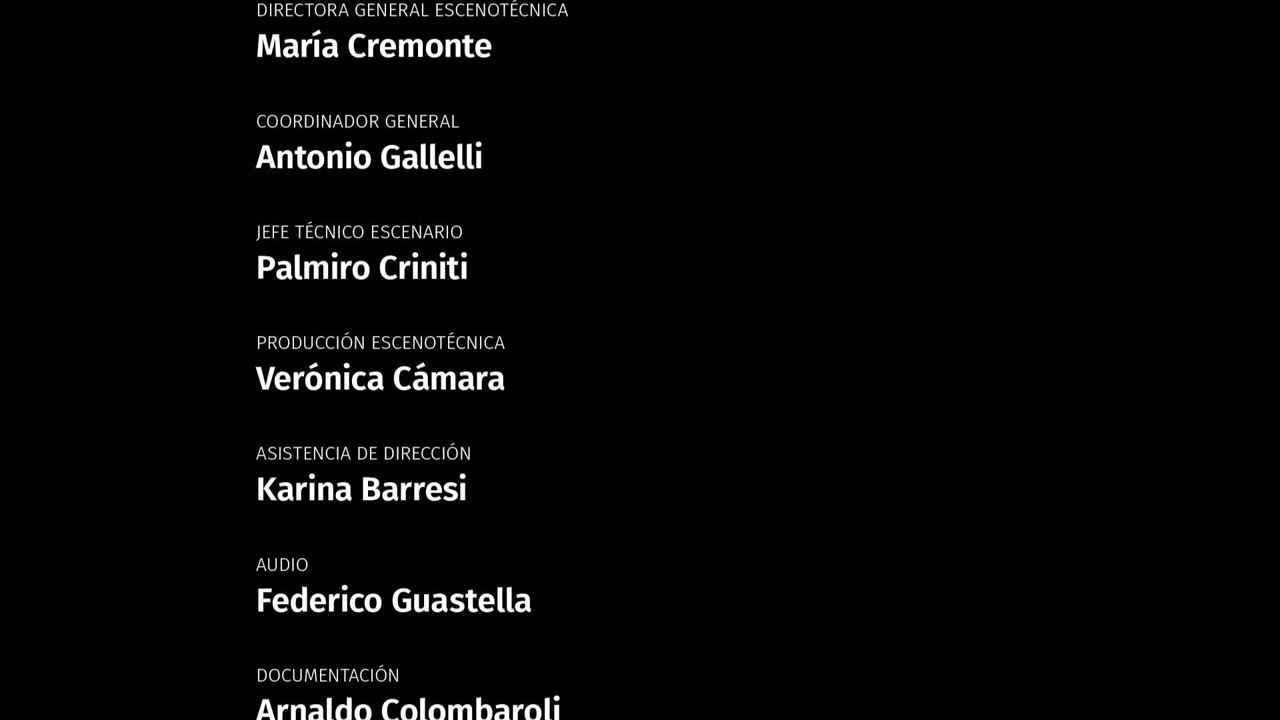 DIRECTORA GENERAL ESCENOTÉCNICA
María Cremonte
COORDINADOR GENERAL
Antonio Gallelli
JEFE TÉCNICO ESCENARIO
Palmiro Criniti
PRODUCCIÓN ESCENOTÉCNICA
Verónica Cámara
ASISTENCIA DE DIRECCIÓN
Karina Barresi
AUDIO
Federico Guastella
DOCUMENTACIÓN
Arnaldo Colombaroli